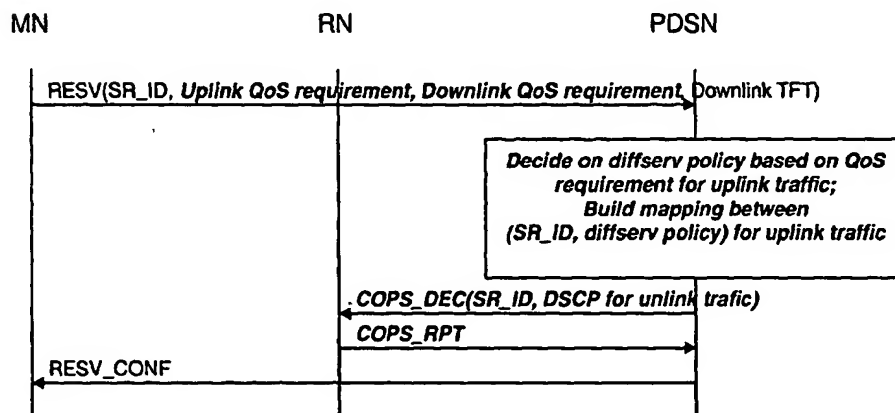 MN RN PDSN
RESV(SR_ID, Uplink QoS requirement, Downlink QoS requirement, Downlink TFT)
Decide on diffserv policy based on QoS
requirement for uplink traffic;
Build mapping between
(SR_ID, diffserv policy) for uplink traffic
COPS_DEC(SR_ID, DSCP for unlink trafic)
COPS_RPT
RESV_CONF